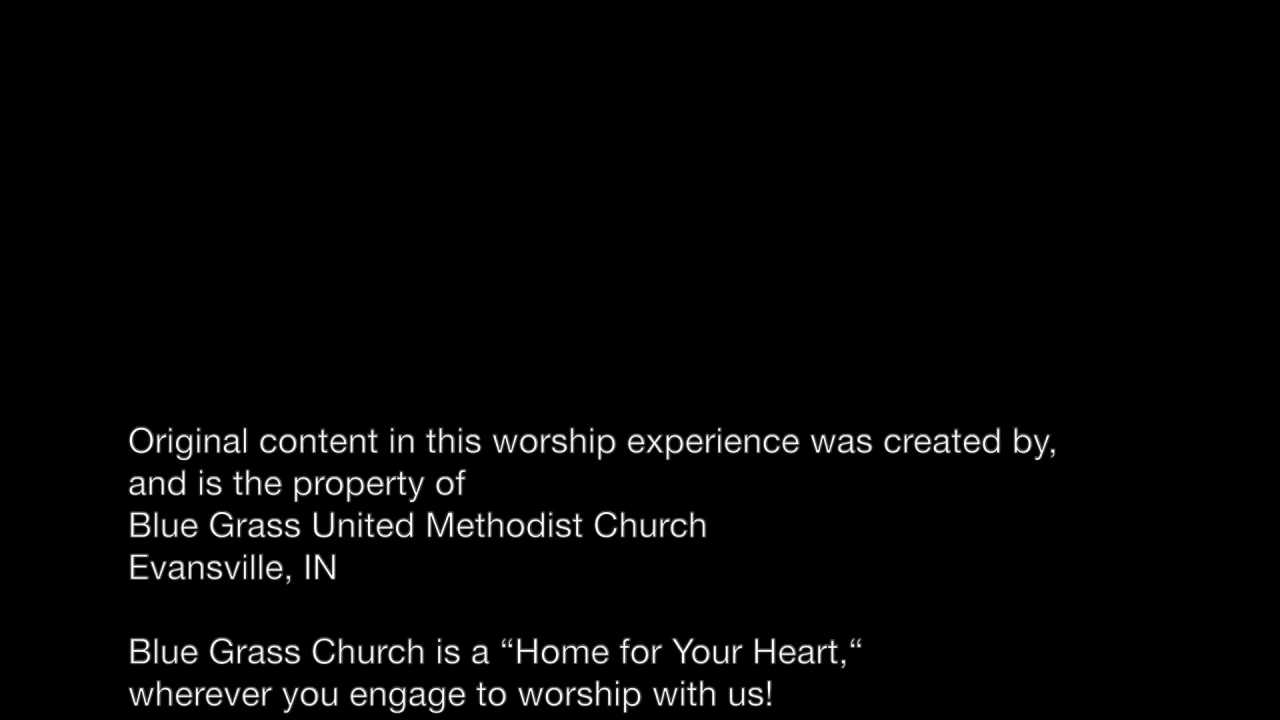 Original content in this worship experience was created by,
and is the property of
Blue Grass United Methodist Church
Evansville, IN
Blue Grass Church is a “Home for Your Heart,“
wherever you engage to worship with us!